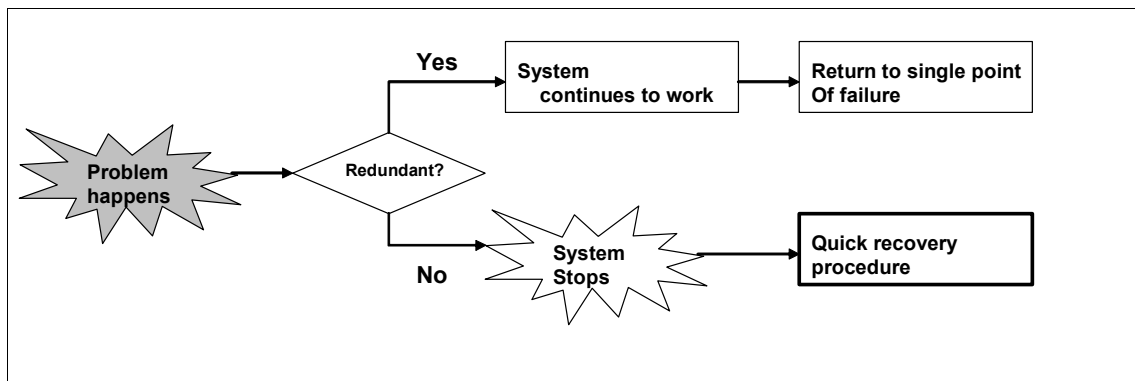 Problem
happens
Redundant?
Yes
System
continues to work
Return to single point
Of failure
No
System
Stops
Quick recovery
procedure